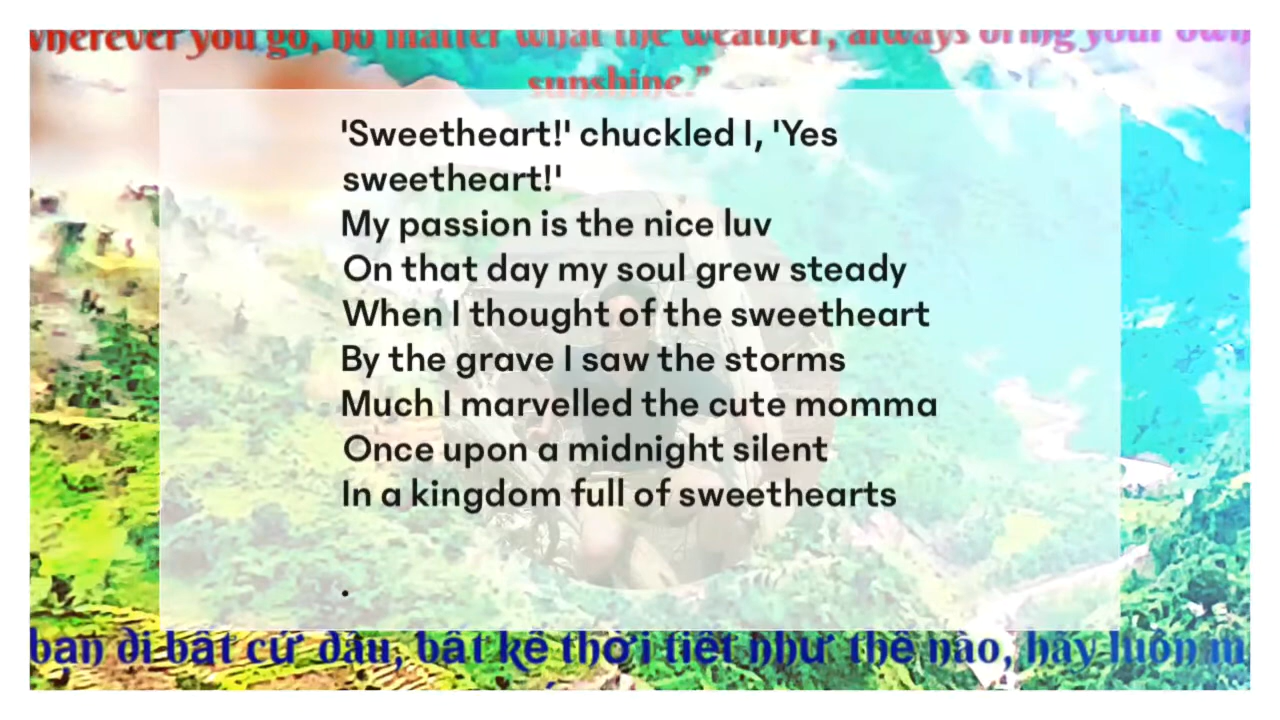 wherever you go, no matter what the weather, always bring your own
sunshine."
'Sweetheart!' chuckled I, 'Yes
sweetheart!'
My passion is the nice luv
On that day my soul grew steady
When I thought of the sweetheart
By the grave I saw the storms
Much I marvelled the cute momma
Once upon a midnight silent
In a kingdom full of sweethearts
.
bạn đi bất cứ đâu, bất kể thời tiết như thế nào, hãy luôn m